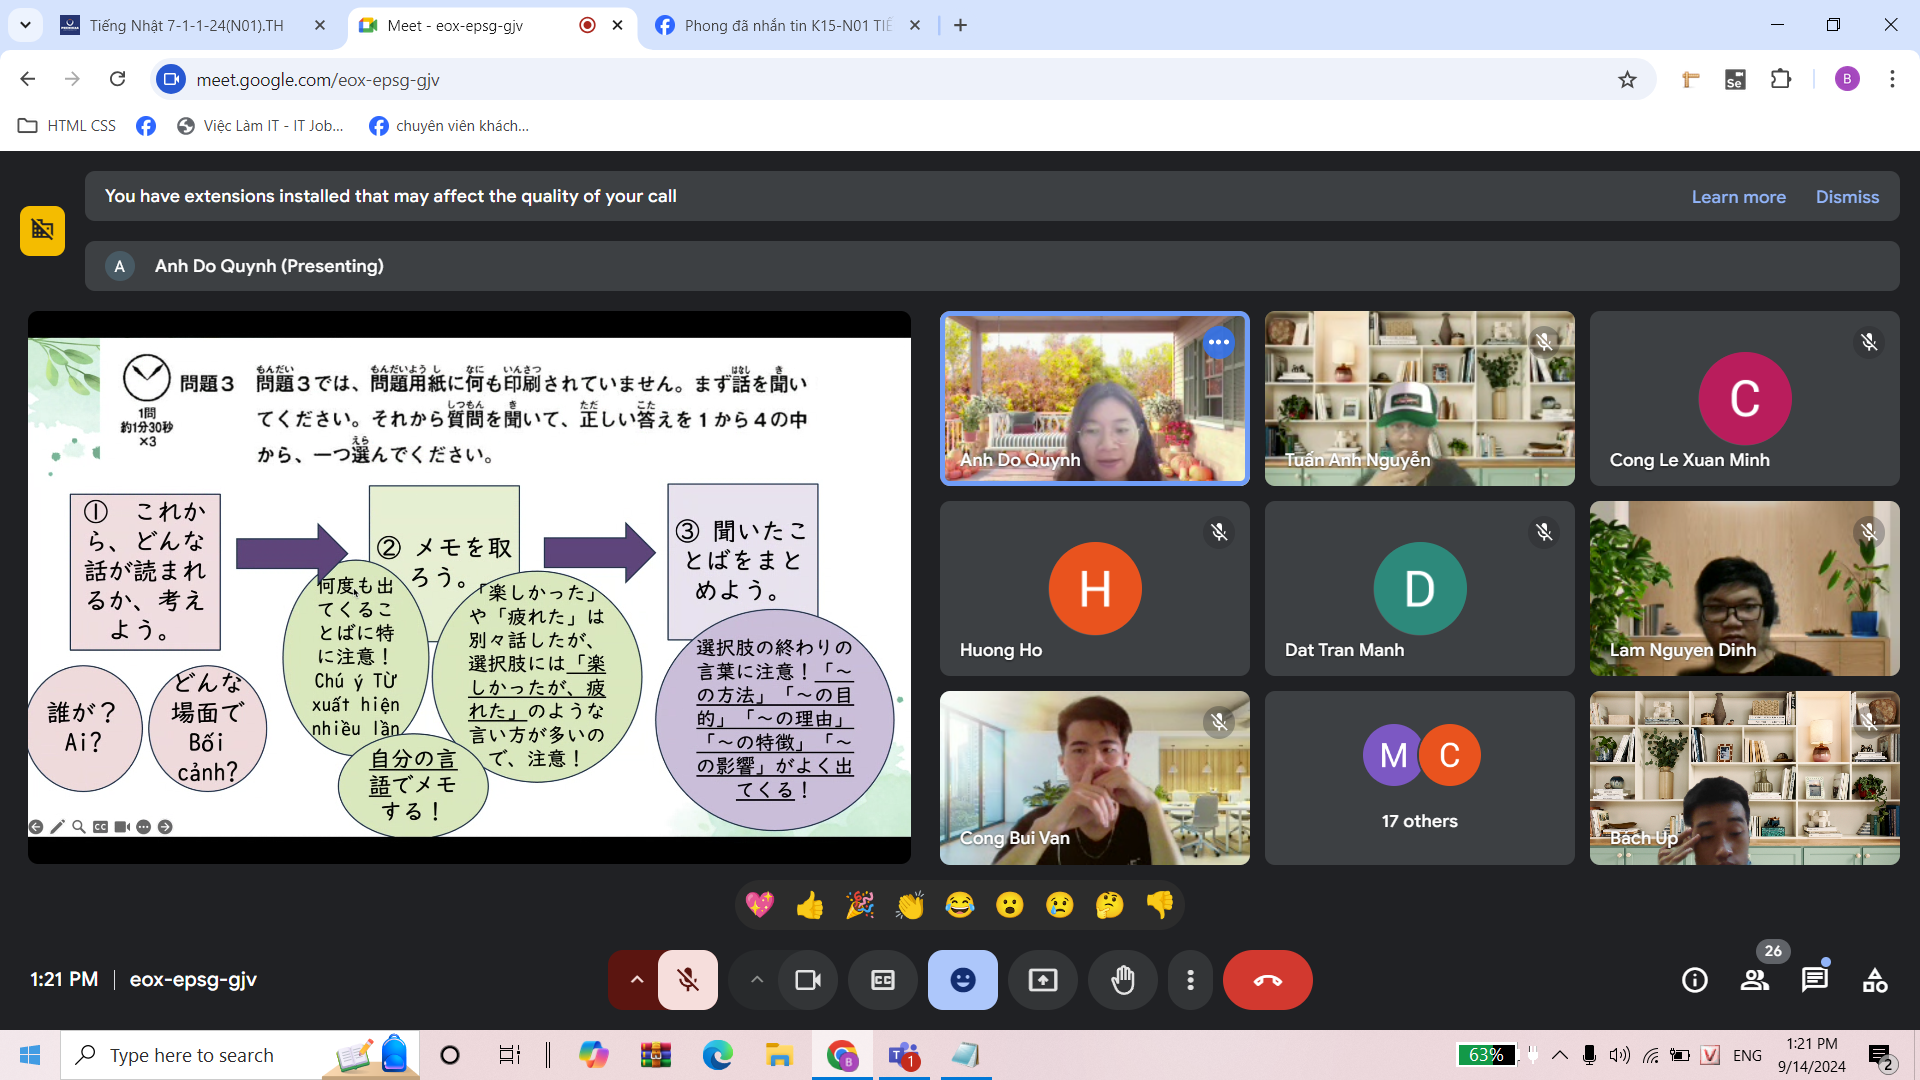 Tiếng Nhật 7-1-1-24(N01).TH
Meet - eox-epsg-gjv
Phong đã nhắn tin K15-N01 TIẾ
meet.google.com/eox-epsg-gjv
B
HTML CSS
Việc Làm IT - IT Job...
chuyên viên khách...
You have extensions installed that may affect the quality of your call
Learn more
Dismiss
A
Anh Do Quynh (Presenting)
1問
約1分30秒
×3
問題3
問題3では、問題用紙に何も印刷されていません。まず話を聞い
てください。それから質問を聞いて、正しい答えを1から4の中
から、一つ選んでください。
① これか
ら、どんな
話が読まれ
るか、考え
よう。
誰が?
Ai?
どんな
場面で
Bối
cảnh?
② メモを取
ろう。
何度も出
てくるこ
とばに特
に注意!
Chú ý Từ
xuất hiện
nhiều lần
「楽しかった」
や「疲れた」は
別々話したが、
選択肢には「楽
しかったが、疲
れた」のような
言い方が多いの
で、注意!
自分の言
語でメモ
する!
③ 聞いたこ
とばをまと
めよう。
選択肢の終わりの
言葉に注意!「～
の方法」「～の目
的」「～の理由」
「～の特徴」「～
の影響」がよく出
てくる!
Anh Do Quynh
Tuấn Anh Nguyễn
C
Cong Le Xuan Minh
H
Huong Ho
D
Dat Tran Manh
Lam Nguyen Dinh
Cong Bui Van
M
C
17 others
Bách Up
1:21 PM
eox-epsg-gjv
26
Type here to search
63%
ENG
1:21 PM
9/14/2024
2